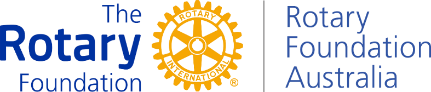 The
Rotary
Foundation
ROTARY
INTERNATIONAL
®
Rotary
Foundation
Australia